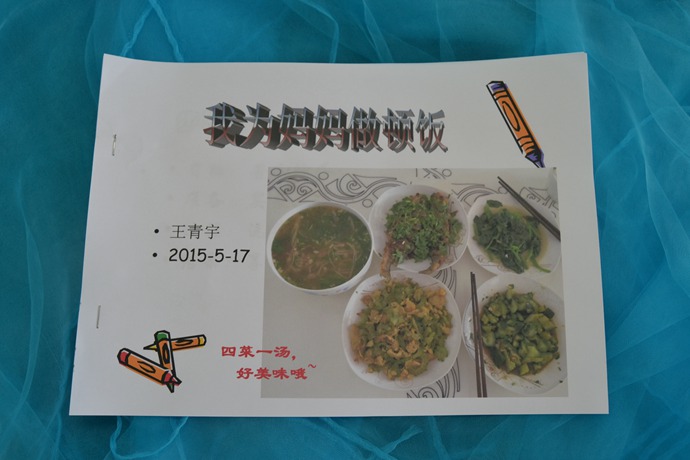 我为妈妈做顿饭
• 王青宇
• 2015-5-17
四菜一汤，
好美味哦~